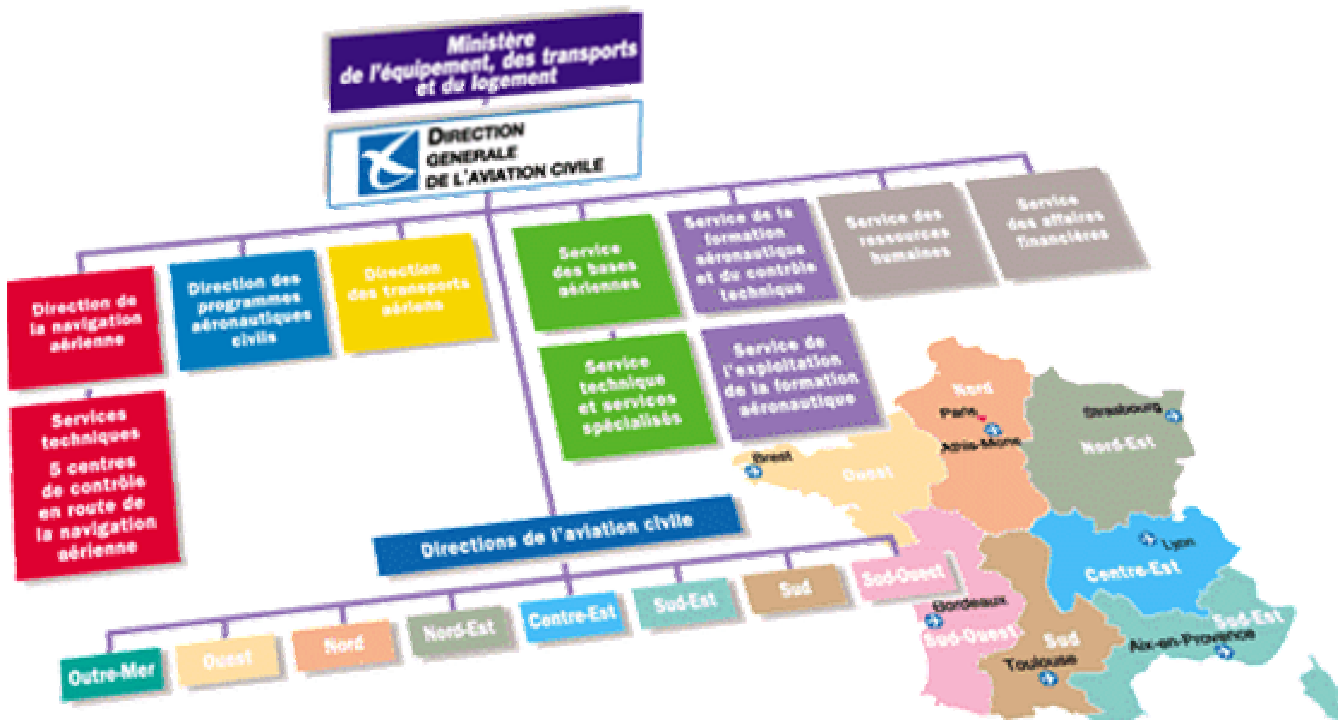 Ministère
de l'équipement, des transports
et du logement
DIRECTION
GENERALE
DE L'AVIATION CIVILE
Direction de
la navigation
aérienne
Direction des
programmes
aéronautiques
civils
Direction
des transports
aériens
Service
des bases
aériennes
Service de la
formation
aéronautique
et du contrôle
technique
Service des
ressources
humaines
Service
des affaires
financières
Services
techniques
5 centres
de contrôle
en route de
la navigation
aérienne
Service
technique
et services
spécialisés
Service de
l'exploitation
de la formation
aéronautique
Directions de l'aviation civile
Outre-Mer
Ouest
Nord
Nord-Est
Centre-Est
Sud-Est
Sud
Sud-Ouest
Nord
Paris
Athis-Mons
Strasbourg
Nord-Est
Brest
Ouest
Lyon
Centre-Est
Bordeaux
Sud-Ouest
Sud
Toulouse
Sud-Est
Aix-en-Provence